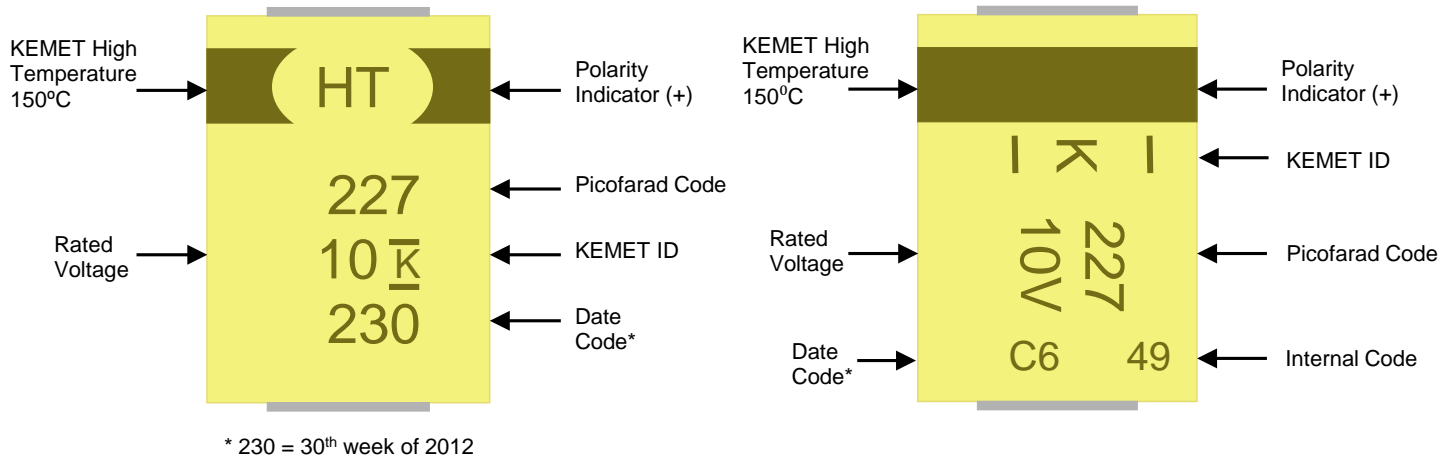 KEMET High
Temperature
150ºC
HT
Polarity
Indicator (+)
227
Picofarad Code
Rated
Voltage
10 K
KEMET ID
230
Date
Code*
* 230 = 30th week of 2012
KEMET High
Temperature
150⁰C
Polarity
Indicator (+)
K
KEMET ID
Rated
Voltage
227
10V
Picofarad Code
Date
Code*
C6 49
Internal Code